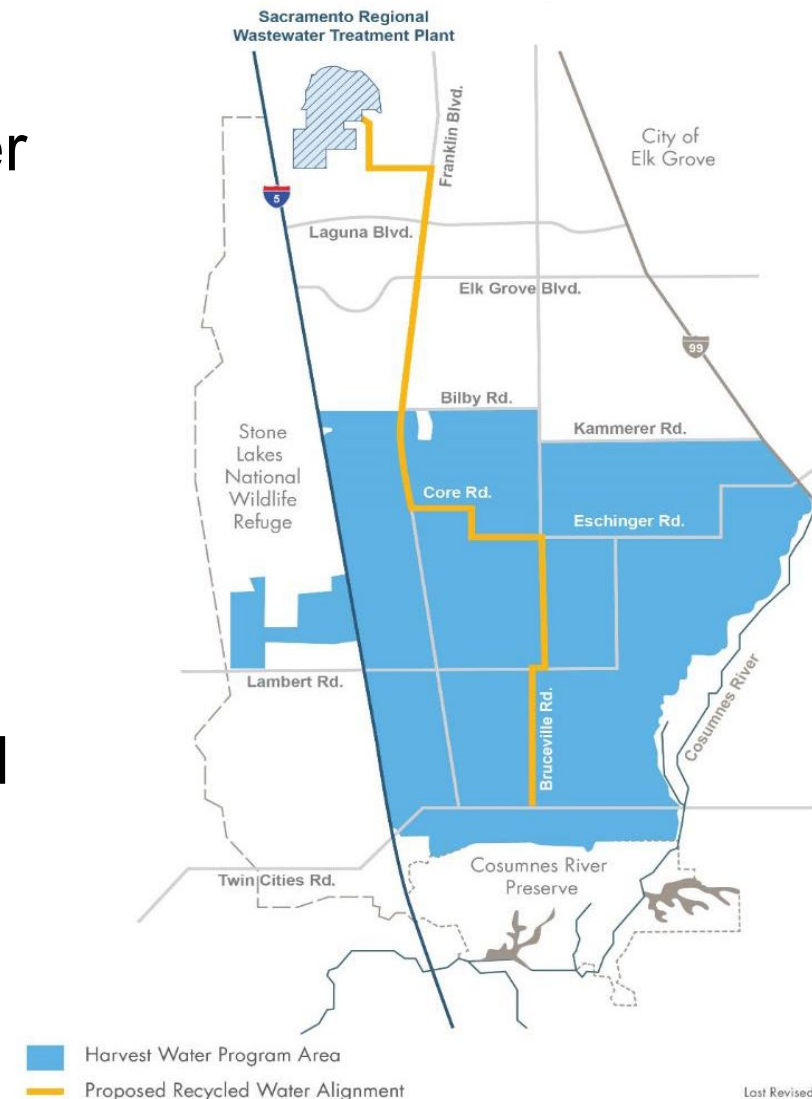 Sacramento Regional
Wastewater Treatment Plant
er
Franklin Blvd.
City of
Elk Grove
5
Laguna Blvd.
Elk Grove Blvd.
99
Bilby Rd.
Kammerer Rd.
Stone
Lakes
National
Wildlife
Refuge
Core Rd.
Eschinger Rd.
Lambert Rd.
Cosumnes River
Bruceville Rd.
Twin Cities Rd.
Cosumnes River
Preserve
Harvest Water Program Area
Proposed Recycled Water Alignment
Last Revised